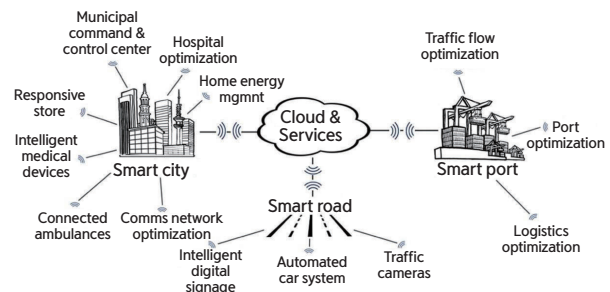 Municipal
command &
control center
Hospital
optimization
Home energy
mgmnt
Responsive
store
Intelligent
medical
devices
Smart city
Connected
ambulances
Comms network
optimization
Cloud &
Services
Smart road
Intelligent
digital
signage
Automated
car system
Traffic
cameras
Traffic flow
optimization
Port
optimization
Smart port
Logistics
optimization